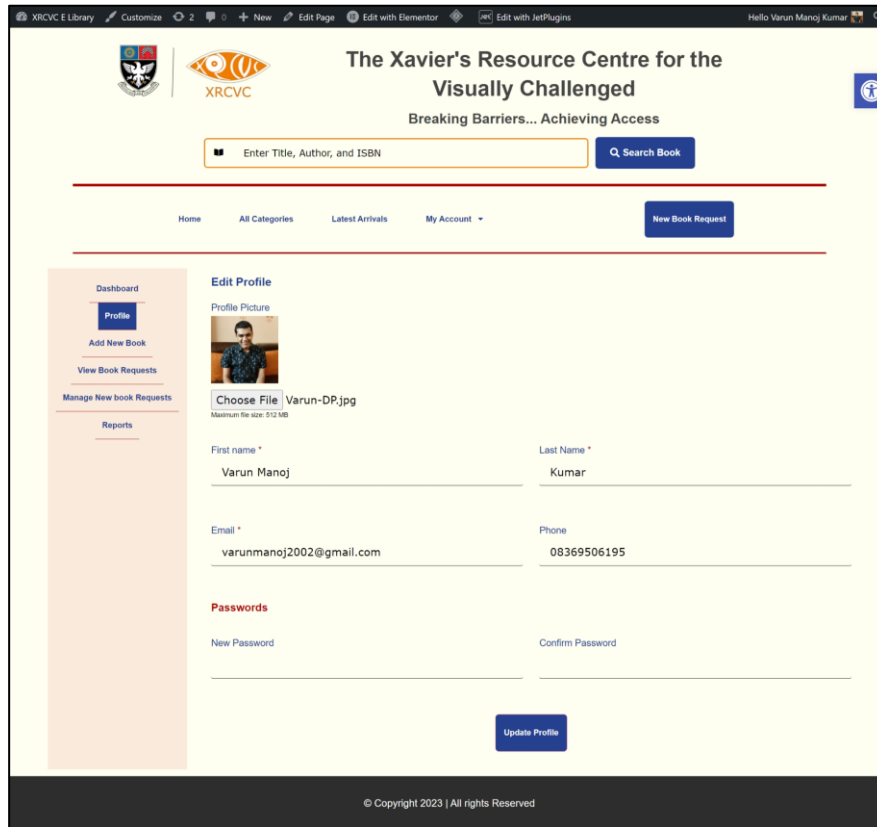 XRCVC E Library Customize 2 0 + New Edit Page Edit with Elementor Jet Edit with JetPlugins Hello Varun Manoj Kumar
XRCVC
The Xavier's Resource Centre for the
Visually Challenged
Breaking Barriers... Achieving Access
Enter Title, Author, and ISBN Search Book
Home All Categories Latest Arrivals My Account New Book Request
Dashboard
Profile
Add New Book
View Book Requests
Manage New book Requests
Reports
Edit Profile
Profile Picture
Choose File Varun-DP.jpg
Maximum file size: 512 MB
First name * Last Name *
Varun Manoj Kumar
Email * Phone
varunmanoj2002@gmail.com 08369506195
Passwords
New Password Confirm Password
Update Profile
© Copyright 2023 | All rights Reserved